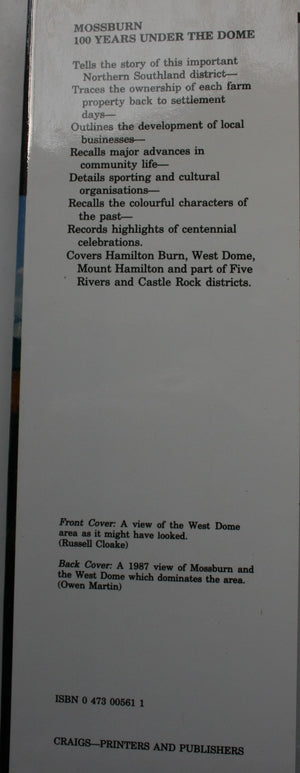 MOSSBURN
100 YEARS UNDER THE DOME
Tells the story of this important
Northern Southland district—
Traces the ownership of each farm
property back to settlement
days—
Outlines the development of local
businesses—
Recalls major advances in
community life—
Details sporting and cultural
organisations—
Recalls the colourful characters of
the past—
Records highlights of centennial
celebrations.
Covers Hamilton Burn, West Dome,
Mount Hamilton and part of Five
Rivers and Castle Rock districts.
Front Cover: A view of the West Dome
area as it might have looked.
(Russell Cloake)
Back Cover: A 1987 view of Mossburn and
the West Dome which dominates the area.
(Owen Martin)
ISBN 0 473 00561 1
CRAIGS—PRINTERS AND PUBLISHERS